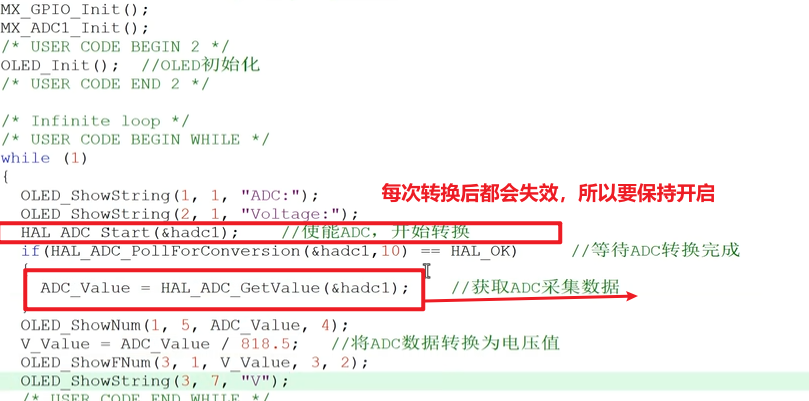 MX_GPIO_Init();
MX_ADC1_Init();
/* USER CODE BEGIN 2 */
OLED_Init();  //OLED初始化
/* USER CODE END 2 */
/* Infinite loop */
/* USER CODE BEGIN WHILE */
while (1)
{
OLED_ShowString(1, 1, "ADC:");
每次转换后都会失效，所以要保持开启
OLED_ShowString(2, 1, "Voltage:");
HAL_ADC_Start(&hadc1);  //使能ADC，开始转换
if(HAL_ADC_PollForConversion(&hadc1,10) == HAL_OK)  //等待ADC转换完成
{
ADC_Value = HAL_ADC_GetValue(&hadc1);  //获取ADC采集数据
OLED_ShowNum(1, 5, ADC_Value, 4);
V_Value = ADC_Value / 818.5;  //将ADC数据转换为电压值
OLED_ShowFNum(3, 1, V_Value, 3, 2);
OLED_ShowString(3, 7, "V");
/* USER CODE END WHILE */